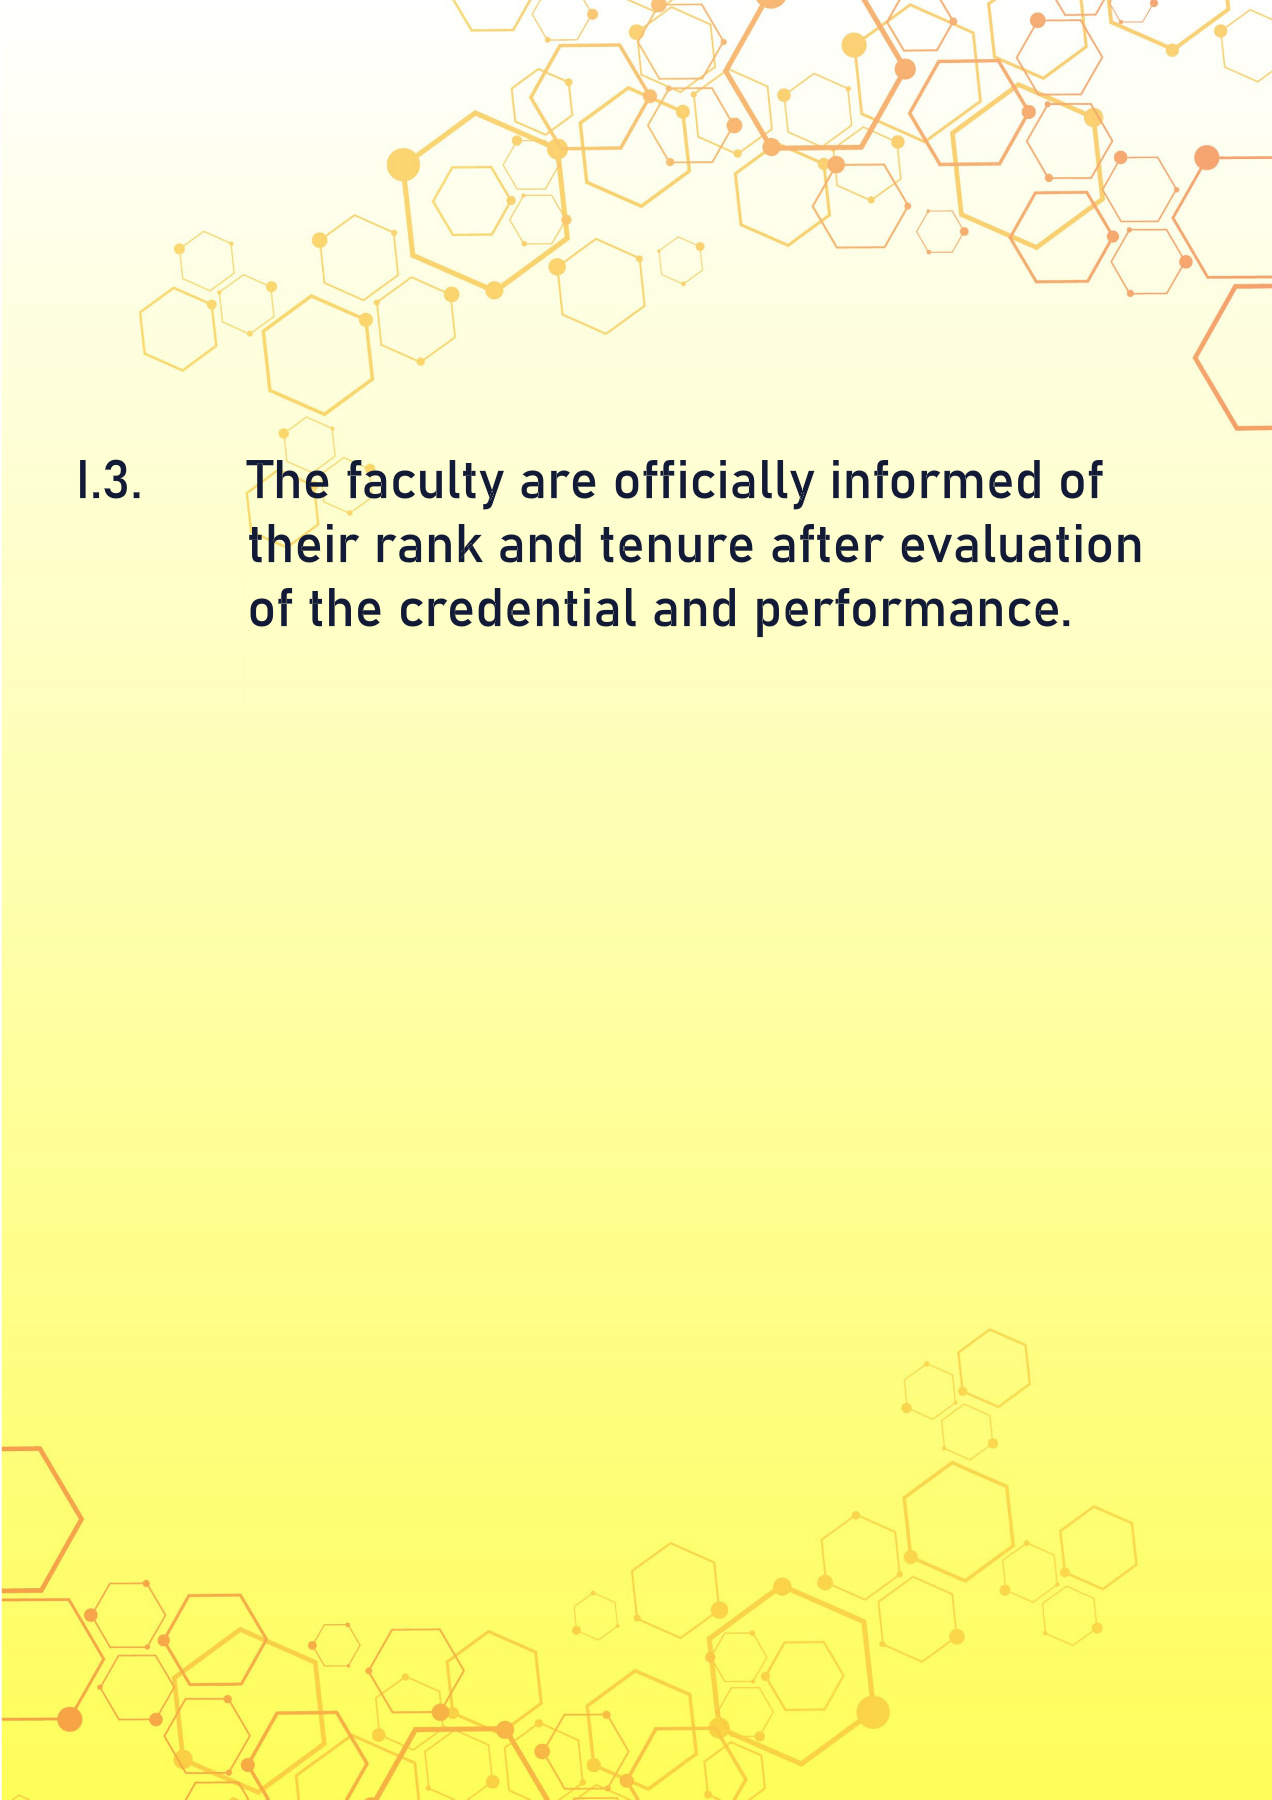 I.3. The faculty are officially informed of
their rank and tenure after evaluation
of the credential and performance.